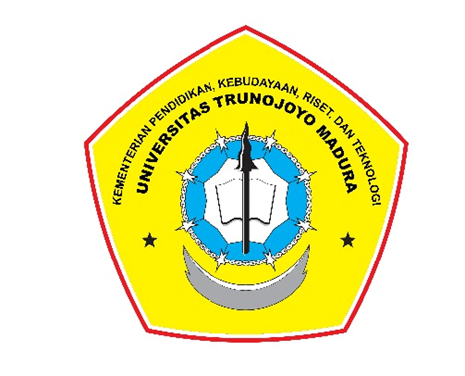 KEMENTERIAN PENDIDIKAN, KEBUDAYAAN, RISET, DAN TEKNOLOGI
UNIVERSITAS TRUNOJOYO MADURA